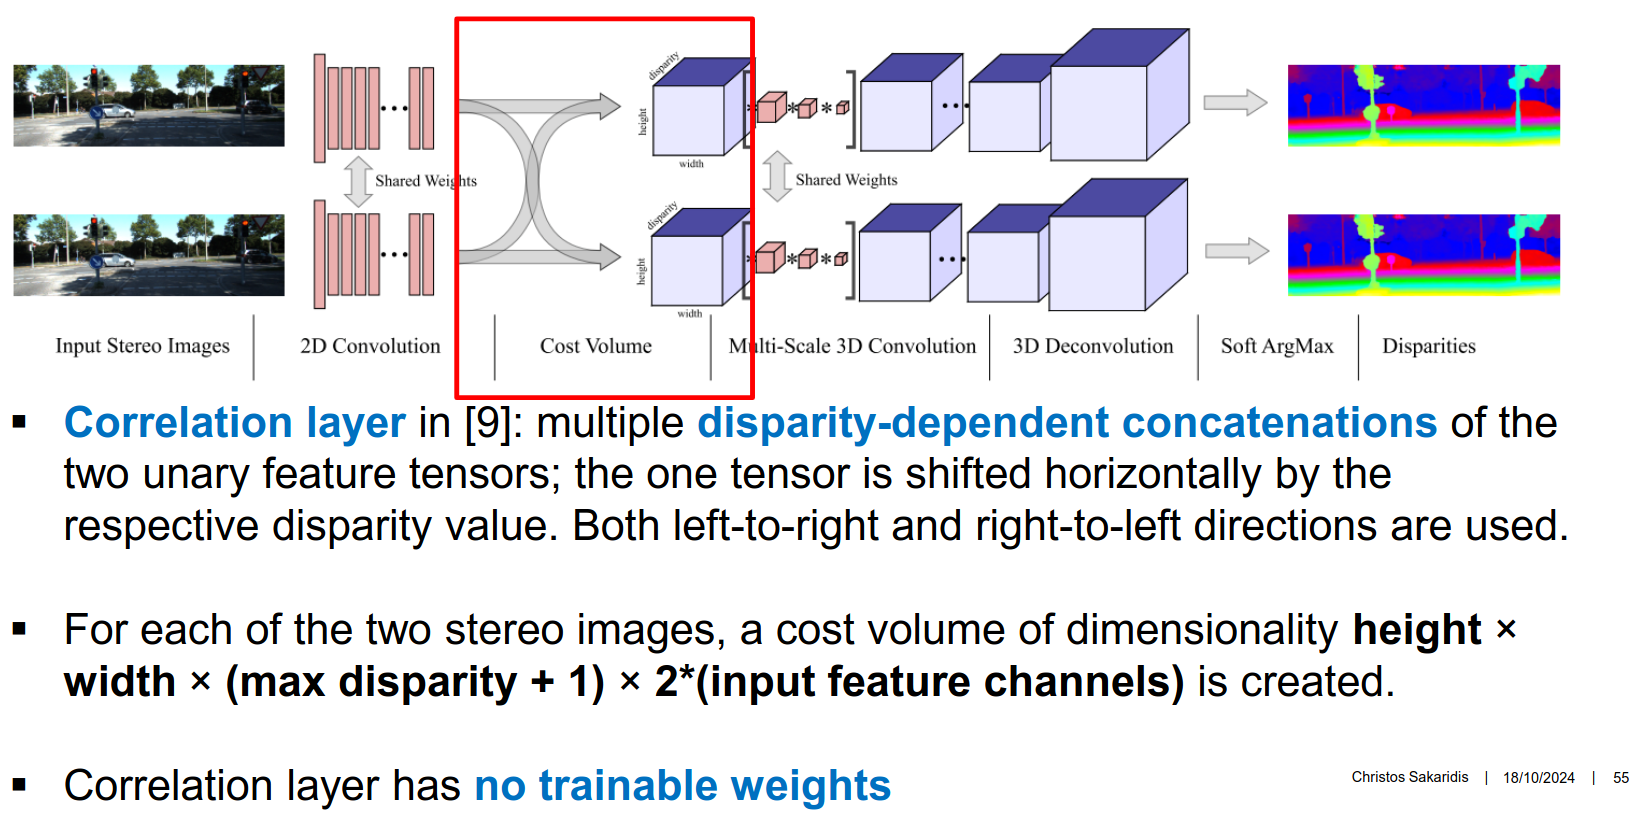 disparity
height
width
Shared Weights
Shared Weights
disparity
height
width
Input Stereo Images
2D Convolution
Cost Volume
Multi-Scale 3D Convolution
3D Deconvolution
Soft ArgMax
Disparities
▪ Correlation layer in [9]: multiple disparity-dependent concatenations of the
two unary feature tensors; the one tensor is shifted horizontally by the
respective disparity value. Both left-to-right and right-to-left directions are used.
▪ For each of the two stereo images, a cost volume of dimensionality height ×
width × (max disparity + 1) × 2*(input feature channels) is created.
▪ Correlation layer has no trainable weights
Christos Sakaridis | 18/10/2024 | 55